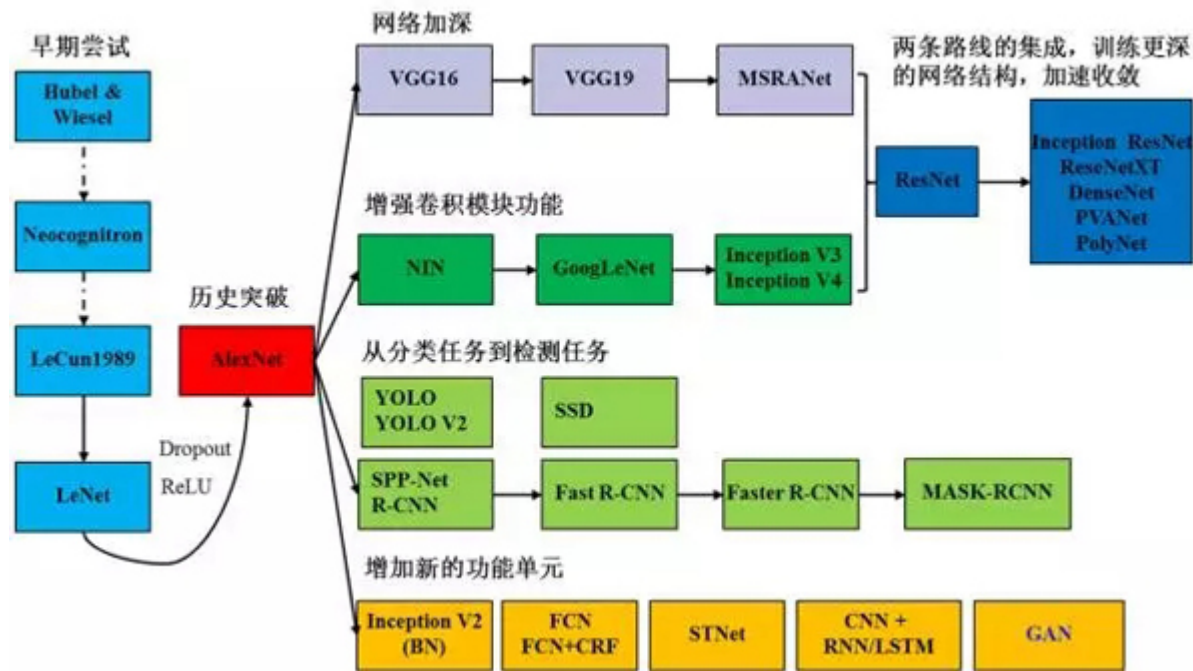 早期尝试
Hubel &
Wiesel
Neocognitron
LeCun1989
LeNet
Dropout
ReLU
历史突破
AlexNet
网络加深
VGG16
VGG19
MSRANet
增强卷积模块功能
NIN
GoogLeNet
Inception V3
Inception V4
两条路线的集成，训练更深
的网络结构，加速收敛
ResNet
Inception ResNet
ReseNetXT
DenseNet
PVANet
PolyNet
从分类任务到检测任务
YOLO
YOLO V2
SSD
SPP-Net
R-CNN
Fast R-CNN
Faster R-CNN
MASK-RCNN
增加新的功能单元
Inception V2
(BN)
FCN
FCN+CRF
STNet
CNN +
RNN/LSTM
GAN